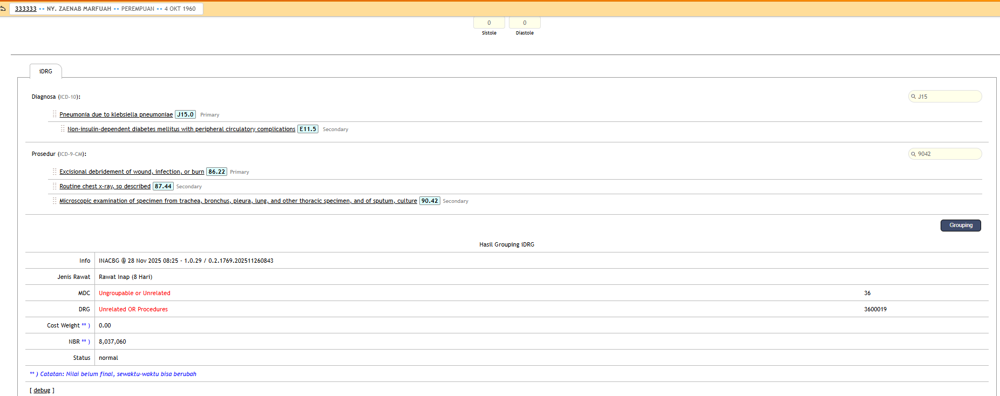 333333 •• NY. ZAENAB MARFUAH •• PEREMPUAN •• 4 OKT 1960
0 0
Sistole Diastole
iDRG
Diagnosa (ICD-10): J15
Pneumonia due to klebsiella pneumoniae J15.0 Primary
Non-insulin-dependent diabetes mellitus with peripheral circulatory complications E11.5 Secondary
Prosedur (ICD-9-CM): 9042
Excisional debridement of wound, infection, or burn 86.22 Primary
Routine chest x-ray, so described 87.44 Secondary
Microscopic examination of specimen from trachea, bronchus, pleura, lung, and other thoracic specimen, and of sputum, culture 90.42 Secondary
Grouping
Hasil Grouping iDRG
Info INACBG @ 28 Nov 2025 08:25 - 1.0.29 / 0.2.1769.202511260843
Jenis Rawat Rawat Inap (8 Hari)
MDC Ungroupable or Unrelated 36
DRG Unrelated OR Procedures 3600019
Cost Weight ** ) 0.00
NBR ** ) 8,037,060
Status normal
** ) Catatan: Nilai belum final, sewaktu-waktu bisa berubah
[ debug ]